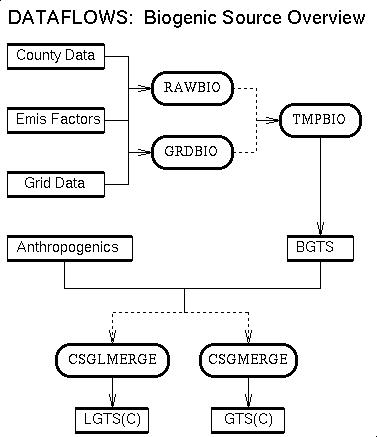 DATAFLOWS: Biogenic Source Overview
County Data
RAWBIO
Emis Factors
TMPBIO
GRDBIO
Grid Data
Anthropogenics
BGTS
CSGLMERGE
CSGMERGE
LGTS(C)
GTS(C)